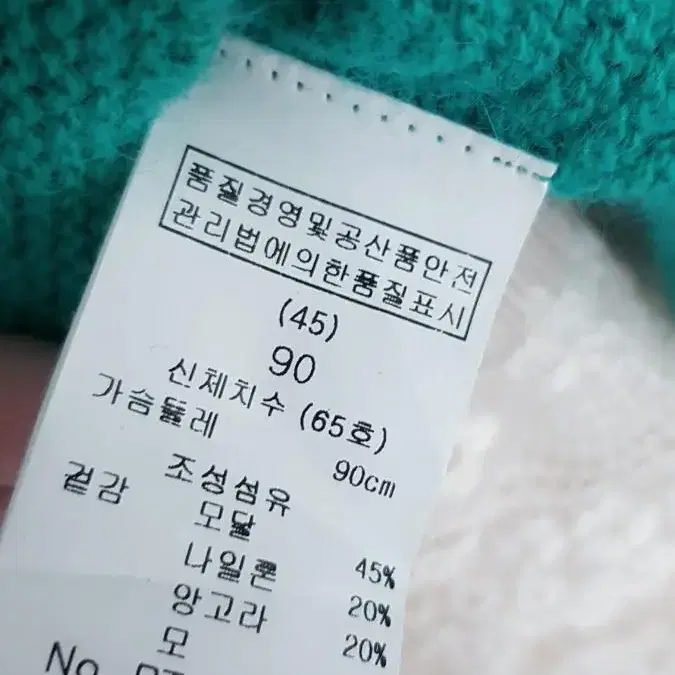 품질경영및공산품안전
관리법에의한품질표시
(45)
90
신체치수 (65호)
가슴둘레 90cm
조성섬유
겉감 모달 45%
나일론 20%
앙고라 20%
모
No.